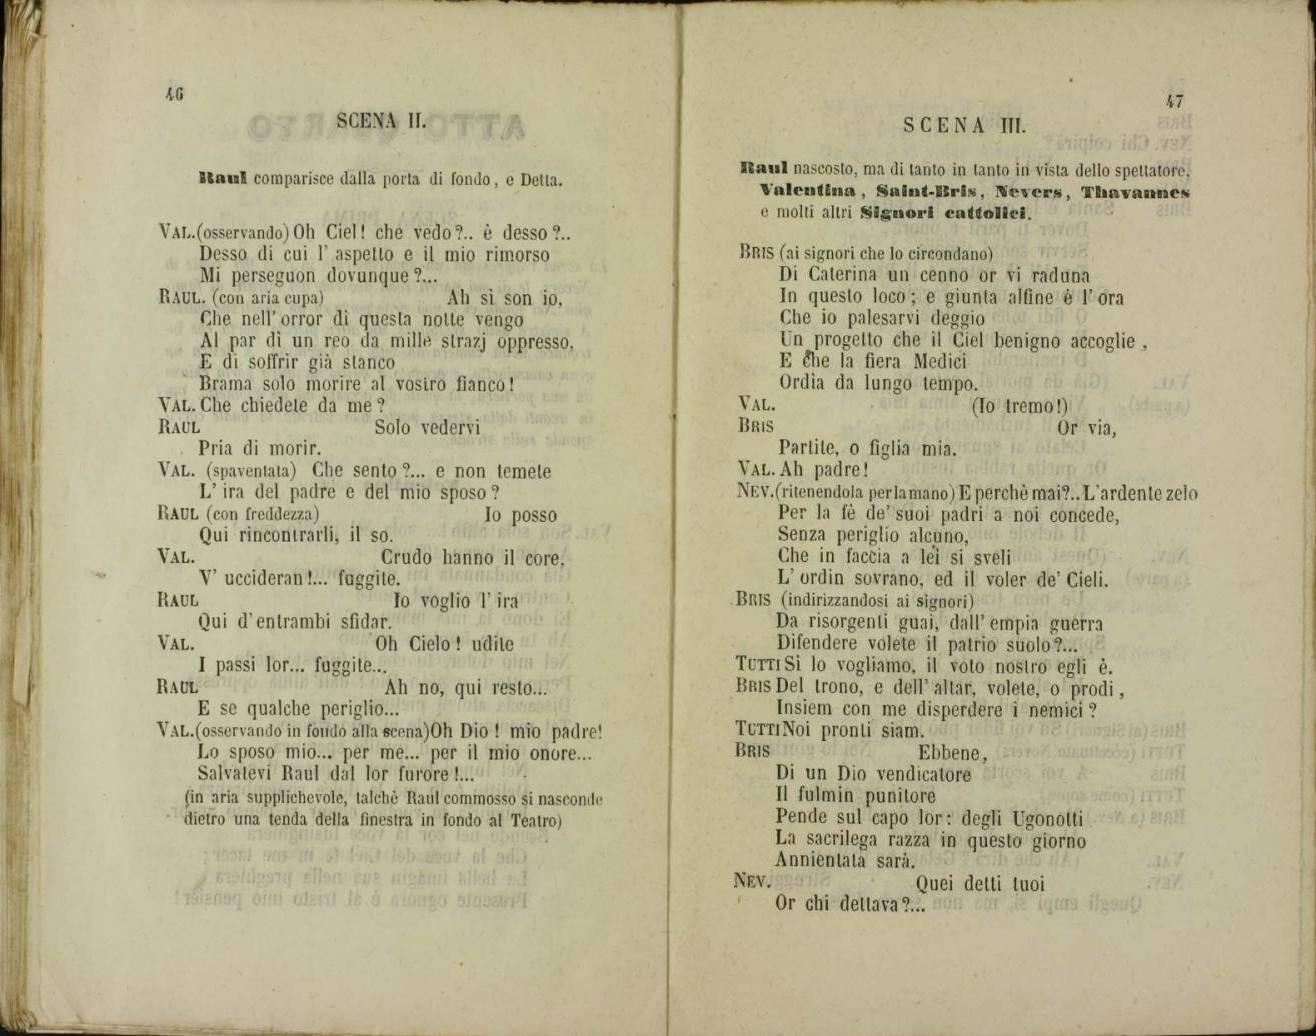 46
SCENA II.
Raul comparisce dalla porta di fondo, e Detta.
VAL.(osservando) Oh Ciel! che vedo?.. è desso?..
Desso di cui l' aspetto e il mio rimorso
Mi perseguon dovunque?...
RAUL. (con aria cupa) Ah sì son io,
Che nell' orror di questa notte vengo
Al par di un reo da mille strazj oppresso,
E di soffrir già stanco
Brama solo morire al vostro fianco!
VAL. Che chiedete da me?
RAUL Solo vedervi
Pria di morir.
VAL. (spaventata) Che sento?... e non temete
L' ira del padre e del mio sposo?
RAUL (con freddezza) Io posso
Qui rincontrarli, il so.
VAL. Crudo hanno il core,
V' uccideran!... fuggite.
RAUL Io voglio l' ira
Qui d' entrambi sfidar.
VAL. Oh Cielo! udite
I passi lor... fuggite...
RAUL Ah no, qui resto...
E se qualche periglio...
VAL.(osservando in fondo alla scena)Oh Dio! mio padre!
Lo sposo mio... per me... per il mio onore...
Salvatevi Raul dal lor furore!...
(in aria supplichevole, talchè Raul commosso si nasconde
dietro una tenda della finestra in fondo al Teatro)
47
SCENA III.
Raul nascosto, ma di tanto in tanto in vista dello spettatore,
Valentina, Saint-Bris, Nevers, Thavannes
e molti altri Signori cattolici.
BRIS (ai signori che lo circondano)
Di Caterina un cenno or vi raduna
In questo loco; e giunta alfine è l' ora
Che io palesarvi deggio
Un progetto che il Ciel benigno accoglie,
E che la fiera Medici
Ordìa da lungo tempo.
VAL. (Io tremo!)
BRIS Or via,
Partite, o figlia mia.
VAL. Ah padre!
NEV.(ritenendola per la mano) E perchè mai?.. L'ardente zelo
Per la fè de' suoi padri a noi concede,
Senza periglio alcuno,
Che in faccia a lei si sveli
L' ordin sovrano, ed il voler de' Cieli.
BRIS (indirizzandosi ai signori)
Da risorgenti guai, dall' empia guerra
Difendere volete il patrio suolo?...
TUTTI Sì lo vogliamo, il voto nostro egli è.
BRIS Del trono, e dell' altar, volete, o prodi,
Insiem con me disperdere i nemici?
TUTTI Noi pronti siam.
BRIS Ebbene,
Di un Dio vendicatore
Il fulmin punitore
Pende sul capo lor: degli Ugonotti
La sacrilega razza in questo giorno
Annientata sarà.
NEV. Quei detti tuoi
Or chi dettava?...